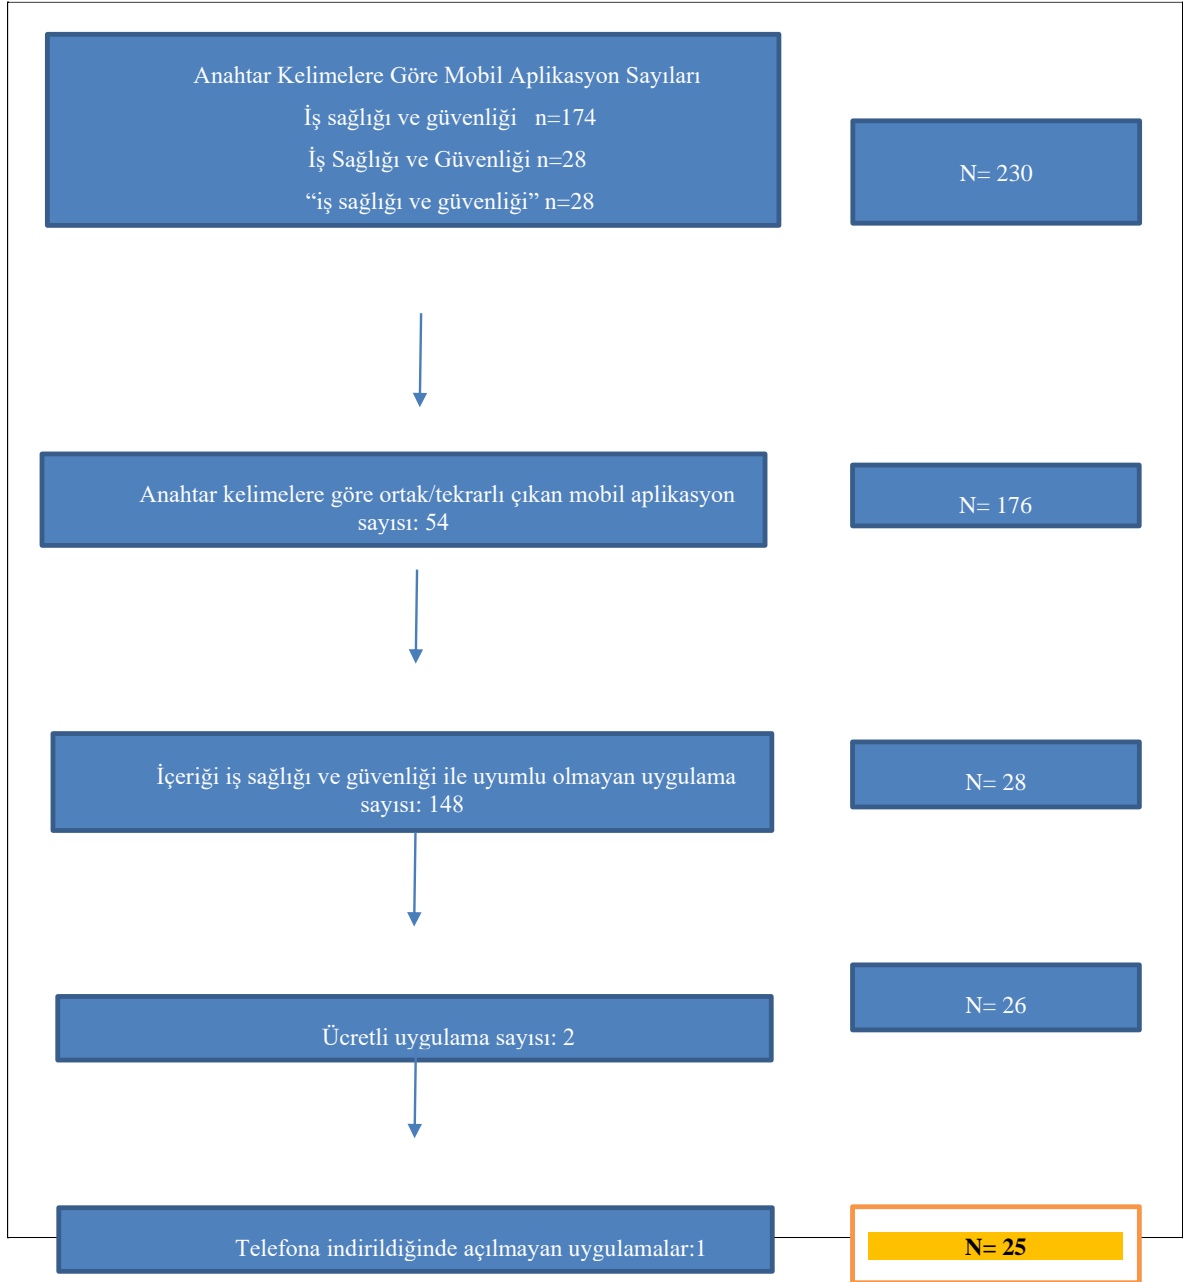 Anahtar Kelimelere Göre Mobil Aplikasyon Sayıları
İş sağlığı ve güvenliği   n=174
İş Sağlığı ve Güvenliği n=28
“iş sağlığı ve güvenliği” n=28
N= 230
Anahtar kelimelere göre ortak/tekrarlı çıkan mobil aplikasyon
sayısı: 54
N= 176
İçeriği iş sağlığı ve güvenliği ile uyumlu olmayan uygulama
sayısı: 148
N= 28
Ücretli uygulama sayısı: 2
N= 26
Telefona indirildiğinde açılmayan uygulamalar:1
N= 25